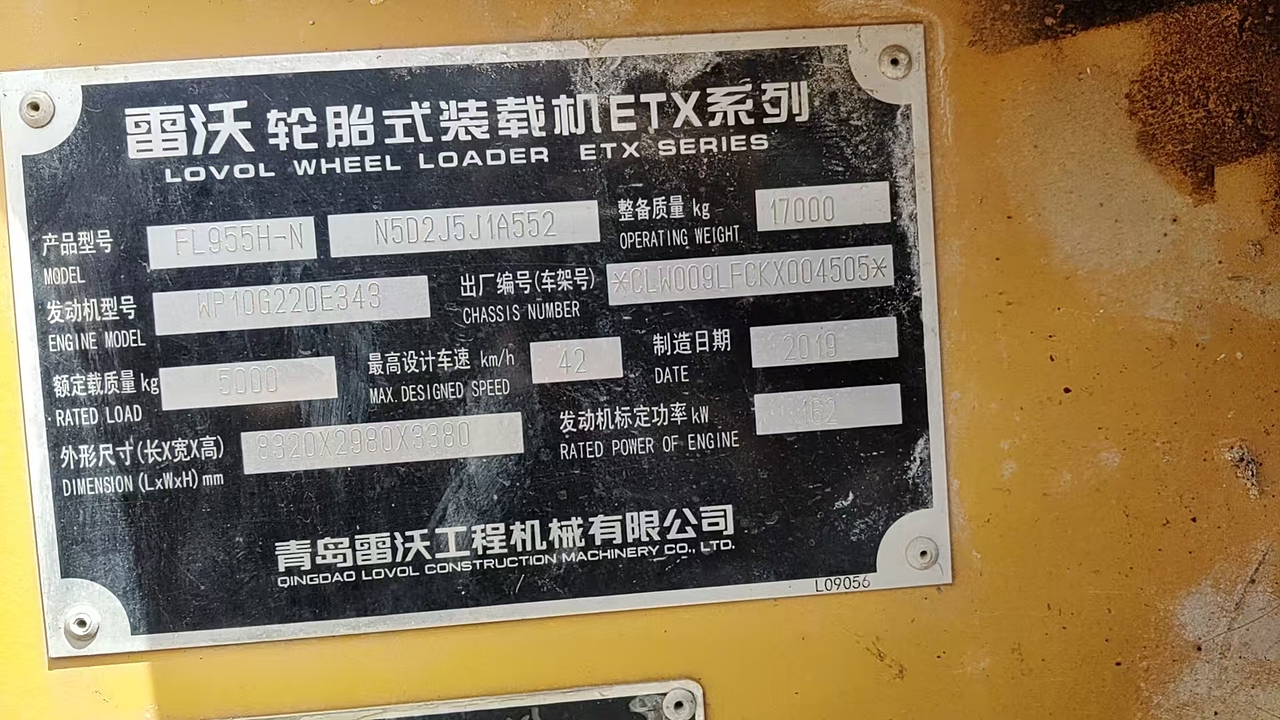 雷沃 轮胎式装载机ETX系列
LOVOL WHEEL LOADER ETX SERIES
产品型号 FL955H-N N5D2J5J1A552 整备质量 kg 17000
MODEL OPERATING WEIGHT
发动机型号 WP10G220E343 出厂编号(车架号) *CLW009LFCKX004505*
ENGINE MODEL CHASSIS NUMBER
额定载质量 kg 5000 最高设计车速 km/h 42 制造日期 2019
RATED LOAD MAX.DESIGNED SPEED DATE
外形尺寸(长X宽X高) 8320X2980X3380 发动机标定功率 kW 162
DIMENSION (LxWxH) mm RATED POWER OF ENGINE
青岛雷沃工程机械有限公司
QINGDAO LOVOL CONSTRUCTION MACHINERY CO., LTD.
L09056